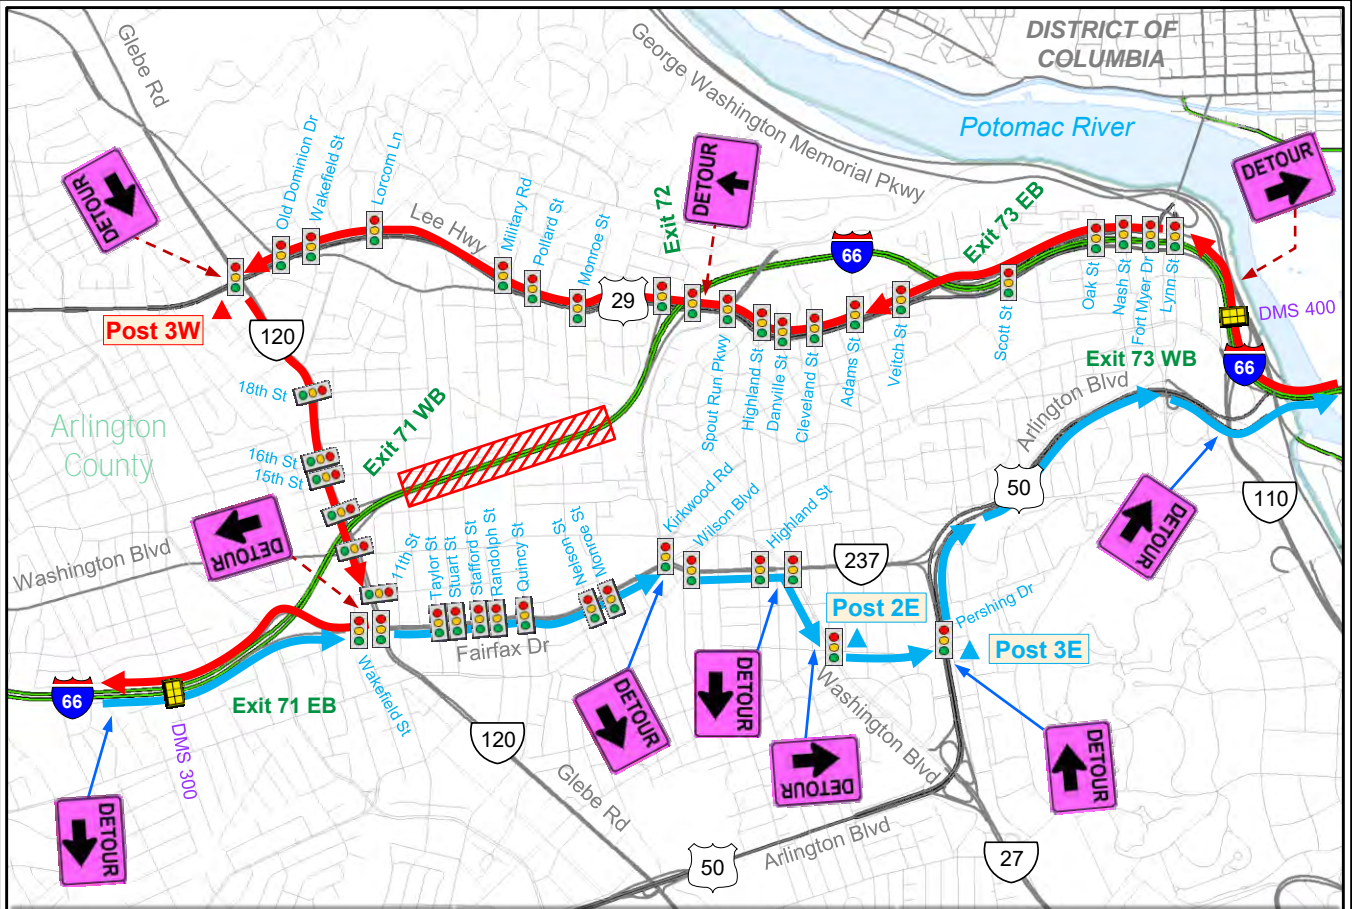 DISTRICT OF
COLUMBIA
Glebe Rd
George Washington Memorial Pkwy
Potomac River
DETOUR
DETOUR
DETOUR
Old Dominion Dr
Wakefield St
Lorcom Ln
Lee Hwy
Military Rd
Pollard St
Monroe St
Exit 72
29
66
Exit 73 EB
Oak St
Nash St
Fort Myer Dr
Lynn St
DMS 400
Post 3W
120
Spout Run Pkwy
Highland St
Danville St
Cleveland St
Adams St
Veitch St
Scott St
Exit 73 WB
66
18th St
Arlington
County
Exit 71 WB
16th St
15th St
Arlington Blvd
50
110
DETOUR
DETOUR
Washington Blvd
11th St
Taylor St
Stuart St
Stafford St
Randolph St
Quincy St
Nelson St
Monroe St
Kirkwood Rd
Wilson Blvd
Highland St
237
Post 2E
Pershing Dr
Post 3E
Fairfax Dr
Wakefield St
66
Exit 71 EB
DMS 300
120
Glebe Rd
DETOUR
DETOUR
DETOUR
DETOUR
DETOUR
Washington Blvd
Arlington Blvd
50
27